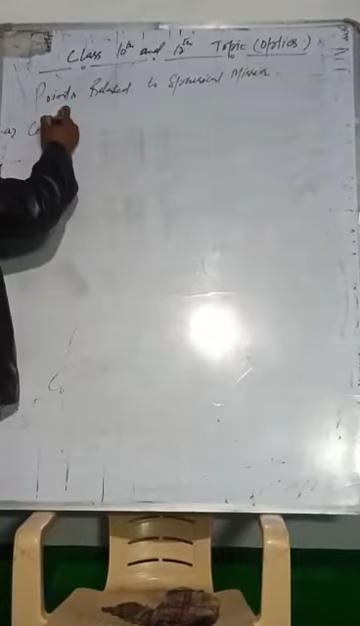 Class 10th and 12th Topic (Optics)
Points Related to Spherical Mirror
a) C